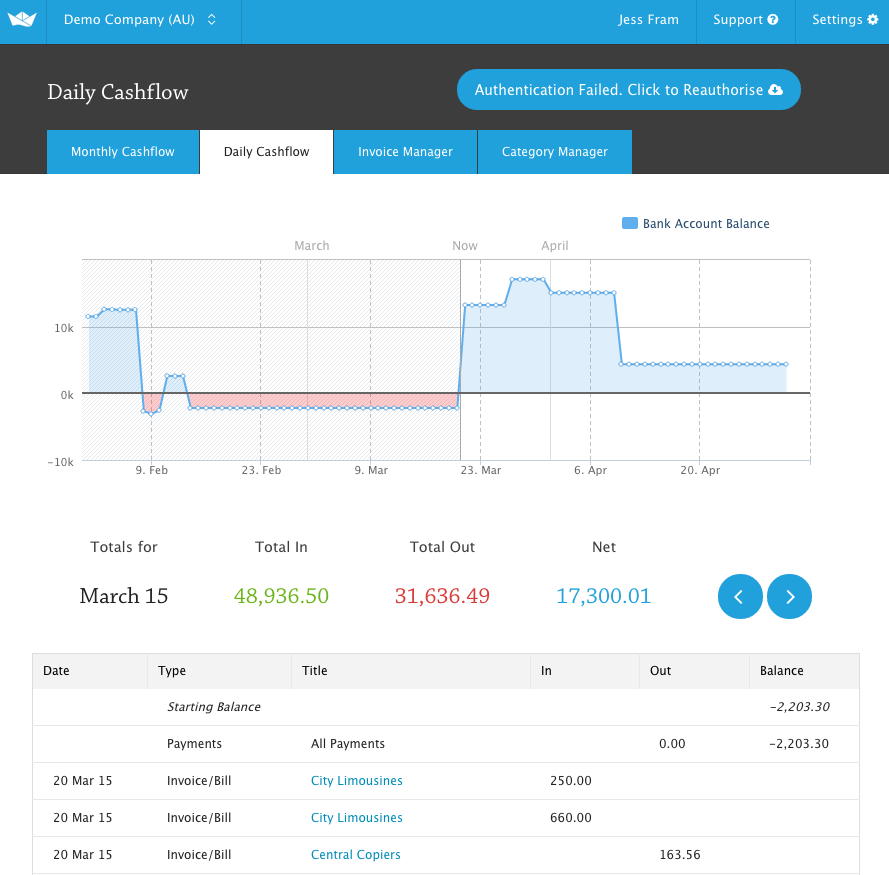 Demo Company (AU) Jess Fram Support Settings
Daily Cashflow Authentication Failed. Click to Reauthorise
Monthly Cashflow Daily Cashflow Invoice Manager Category Manager
Bank Account Balance
March Now April
10k
0k
−10k
9. Feb 23. Feb 9. Mar 23. Mar 6. Apr 20. Apr
Totals for Total In Total Out Net
March 15 48,936.50 31,636.49 17,300.01
Date Type Title In Out Balance
Starting Balance -2,203.30
Payments All Payments 0.00 -2,203.30
20 Mar 15 Invoice/Bill City Limousines 250.00
20 Mar 15 Invoice/Bill City Limousines 660.00
20 Mar 15 Invoice/Bill Central Copiers 163.56